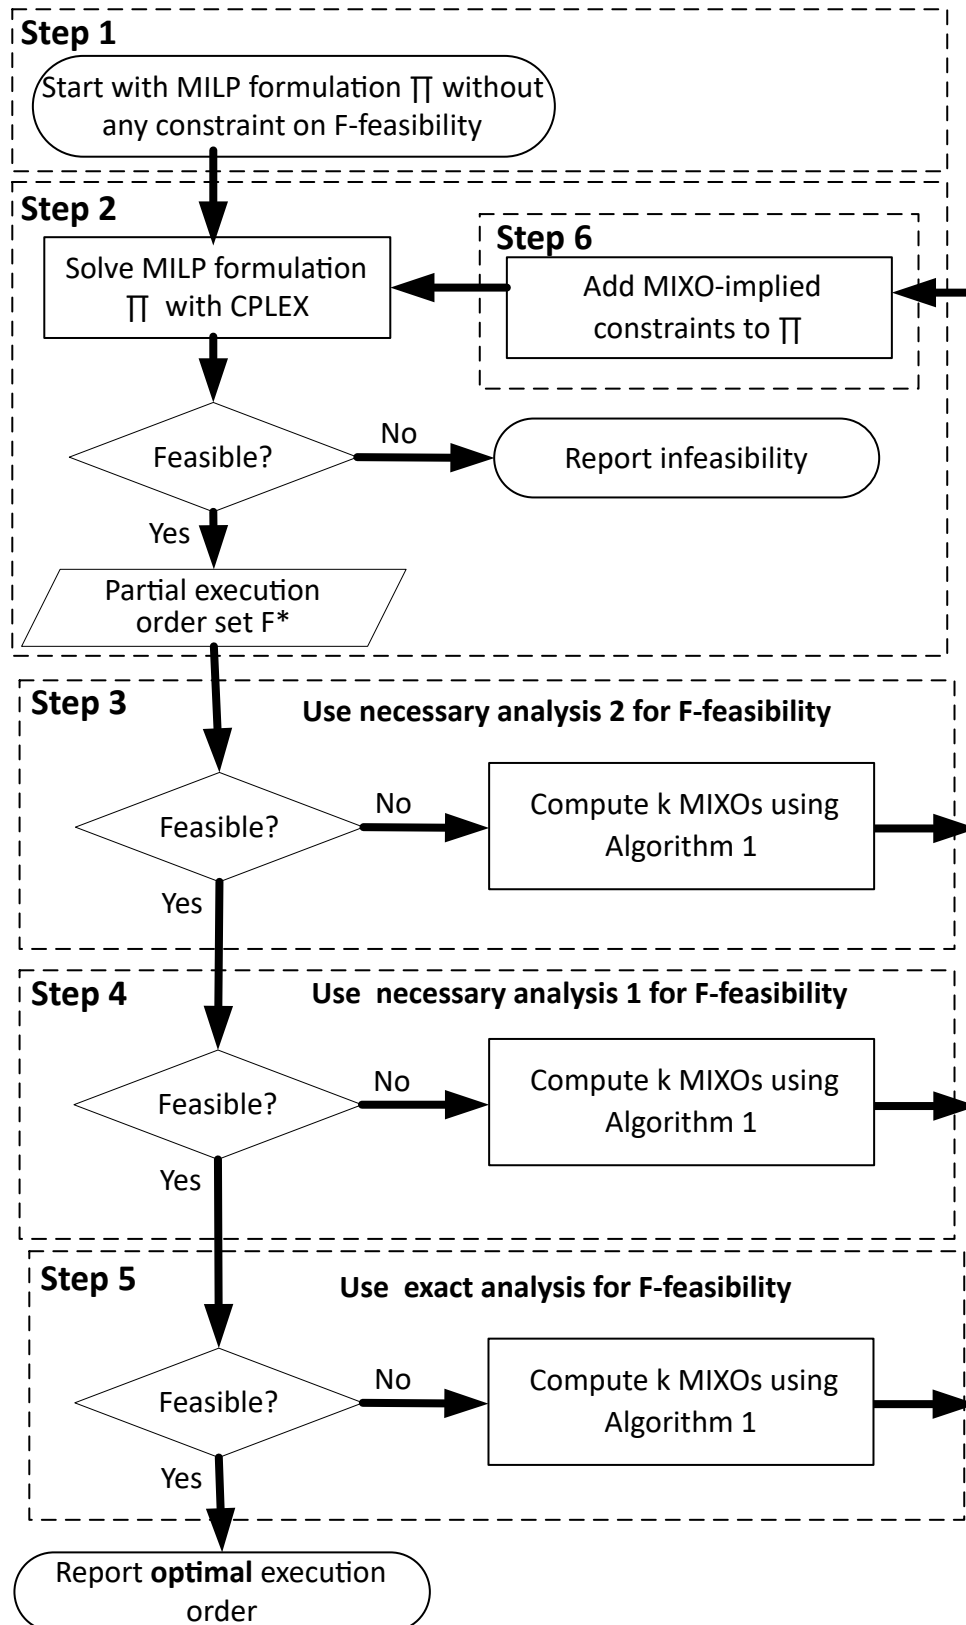 Step 1
Start with MILP formulation ∏ without
any constraint on F-feasibility
Step 2
Solve MILP formulation
∏ with CPLEX
Step 6
Add MIXO-implied
constraints to ∏
Feasible?
No
Report infeasibility
Yes
Partial execution
order set F*
Step 3
Use necessary analysis 2 for F-feasibility
Feasible?
No
Compute k MIXOs using
Algorithm 1
Yes
Step 4
Use necessary analysis 1 for F-feasibility
Feasible?
No
Compute k MIXOs using
Algorithm 1
Yes
Step 5
Use exact analysis for F-feasibility
Feasible?
No
Compute k MIXOs using
Algorithm 1
Yes
Report optimal execution
order